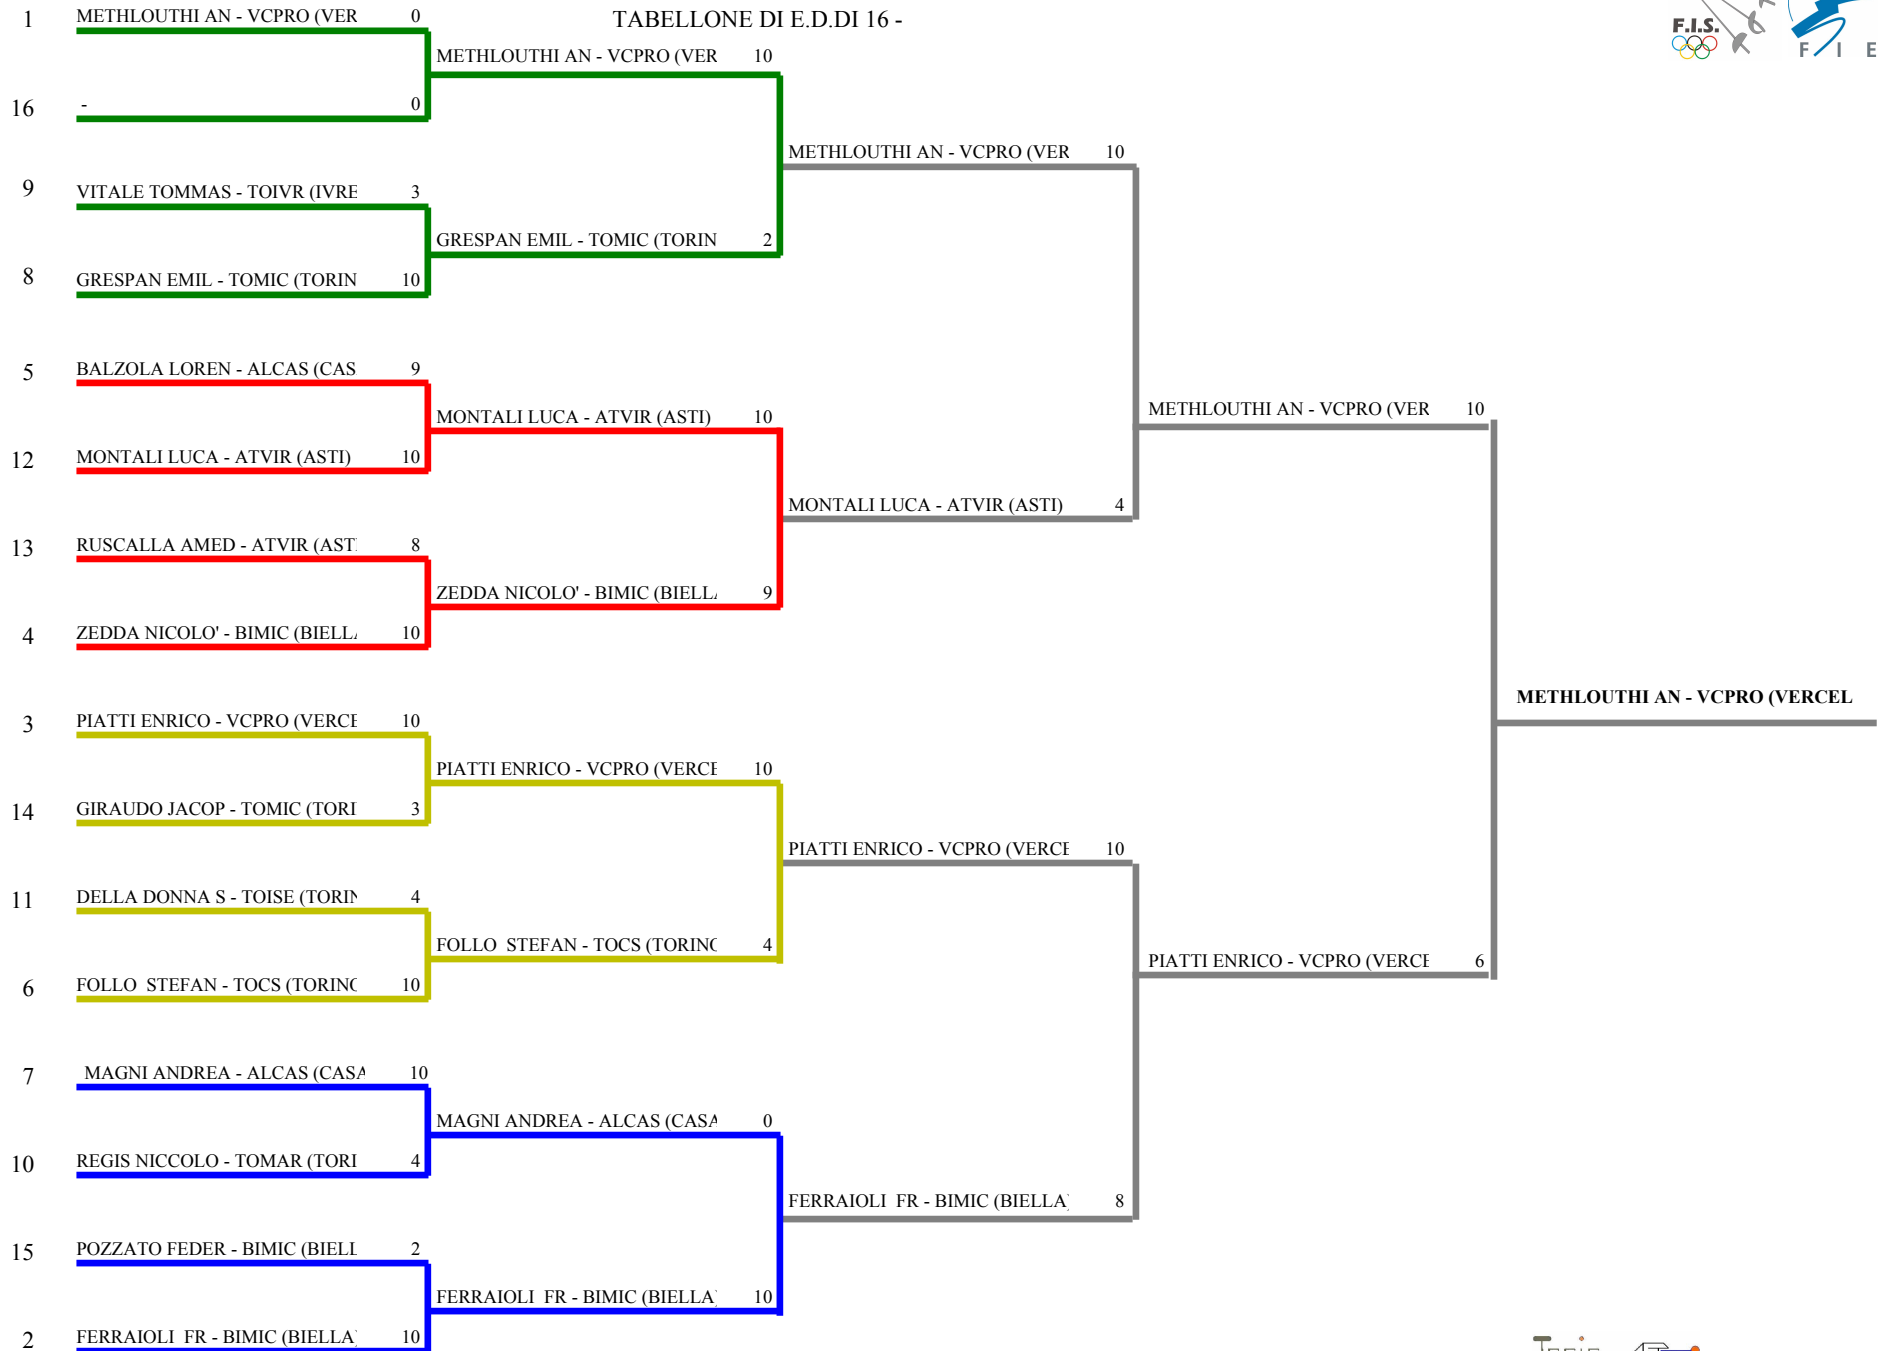 TABELLONE DI E.D.DI 16 -
F.I.S.
F I E
1 METHLOUTHI AN - VCPRO (VER 0
METHLOUTHI AN - VCPRO (VER 10
16 - 0
METHLOUTHI AN - VCPRO (VER 10
9 VITALE TOMMAS - TOIVR (IVRE 3
GRESPAN EMIL - TOMIC (TORIN 2
8 GRESPAN EMIL - TOMIC (TORIN 10
5 BALZOLA LOREN - ALCAS (CAS 9
METHLOUTHI AN - VCPRO (VER 10
MONTALI LUCA - ATVIR (ASTI) 10
12 MONTALI LUCA - ATVIR (ASTI) 10
MONTALI LUCA - ATVIR (ASTI) 4
13 RUSCALLA AMED - ATVIR (AST 8
ZEDDA NICOLO' - BIMIC (BIELL 9
4 ZEDDA NICOLO' - BIMIC (BIELL 10
METHLOUTHI AN - VCPRO (VERCEL
3 PIATTI ENRICO - VCPRO (VERCE 10
PIATTI ENRICO - VCPRO (VERCE 10
14 GIRAUDO JACOP - TOMIC (TORI 3
PIATTI ENRICO - VCPRO (VERCE 10
11 DELLA DONNA S - TOISE (TORIN 4
FOLLO STEFAN - TOCS (TORINO 4
PIATTI ENRICO - VCPRO (VERCE 6
6 FOLLO STEFAN - TOCS (TORINO 10
7 MAGNI ANDREA - ALCAS (CASA 10
MAGNI ANDREA - ALCAS (CASA 0
10 REGIS NICCOLO - TOMAR (TORI 4
FERRAIOLI FR - BIMIC (BIELLA) 8
15 POZZATO FEDER - BIMIC (BIELL 2
FERRAIOLI FR - BIMIC (BIELLA) 10
2 FERRAIOLI FR - BIMIC (BIELLA) 10